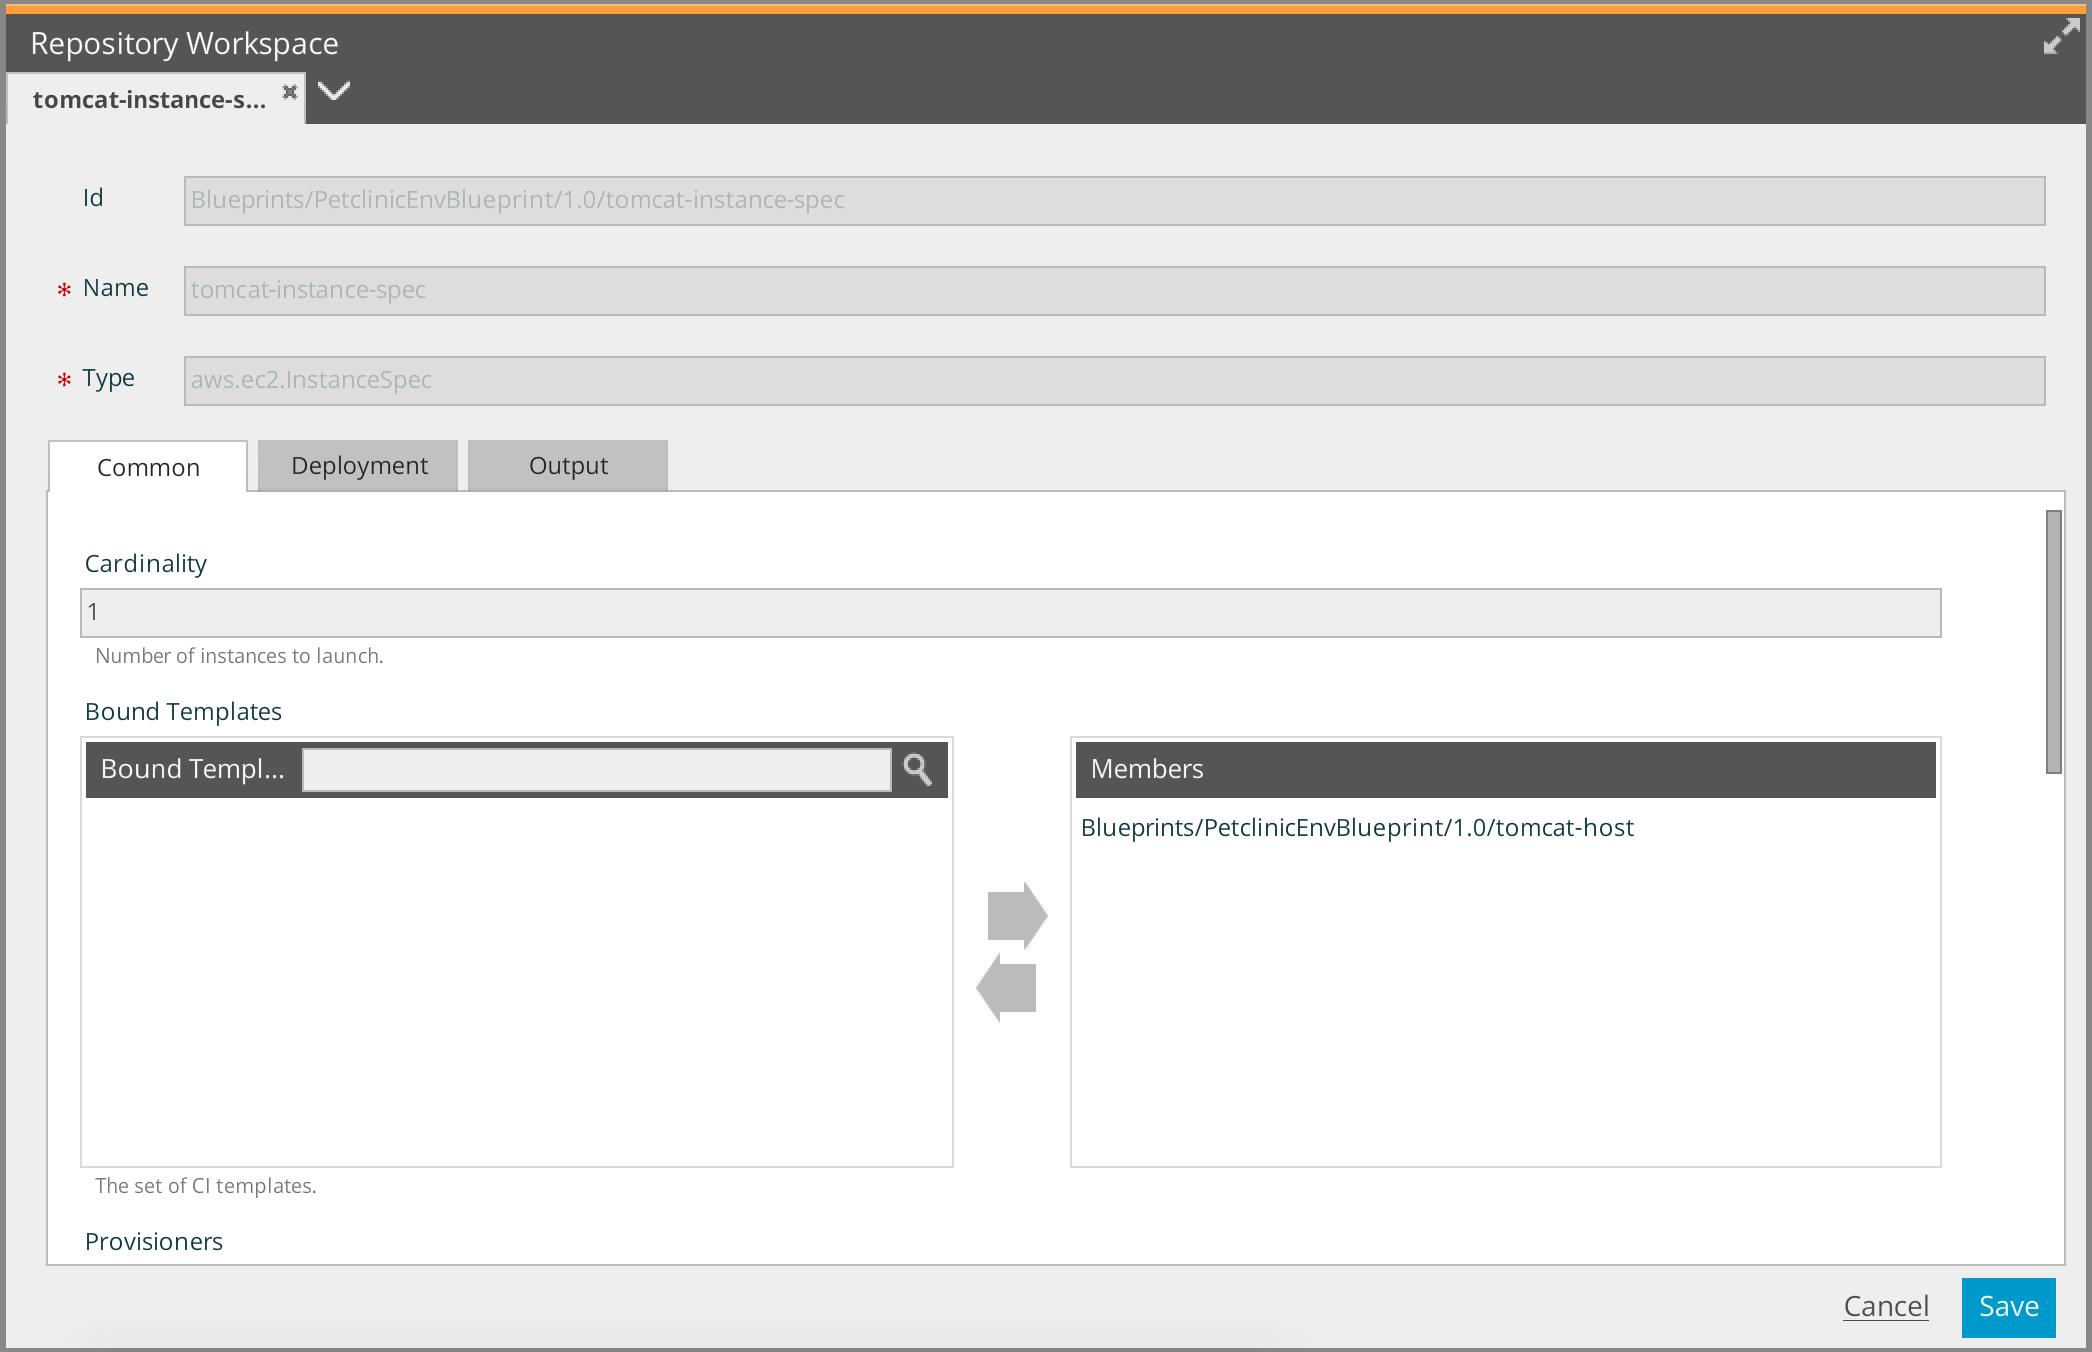 Repository Workspace
tomcat-instance-s...
Id
Blueprints/PetclinicEnvBlueprint/1.0/tomcat-instance-spec
* Name
tomcat-instance-spec
* Type
aws.ec2.InstanceSpec
Common Deployment Output
Cardinality
1
Number of instances to launch.
Bound Templates
Bound Templ...
Members
Blueprints/PetclinicEnvBlueprint/1.0/tomcat-host
The set of CI templates.
Provisioners
Cancel Save